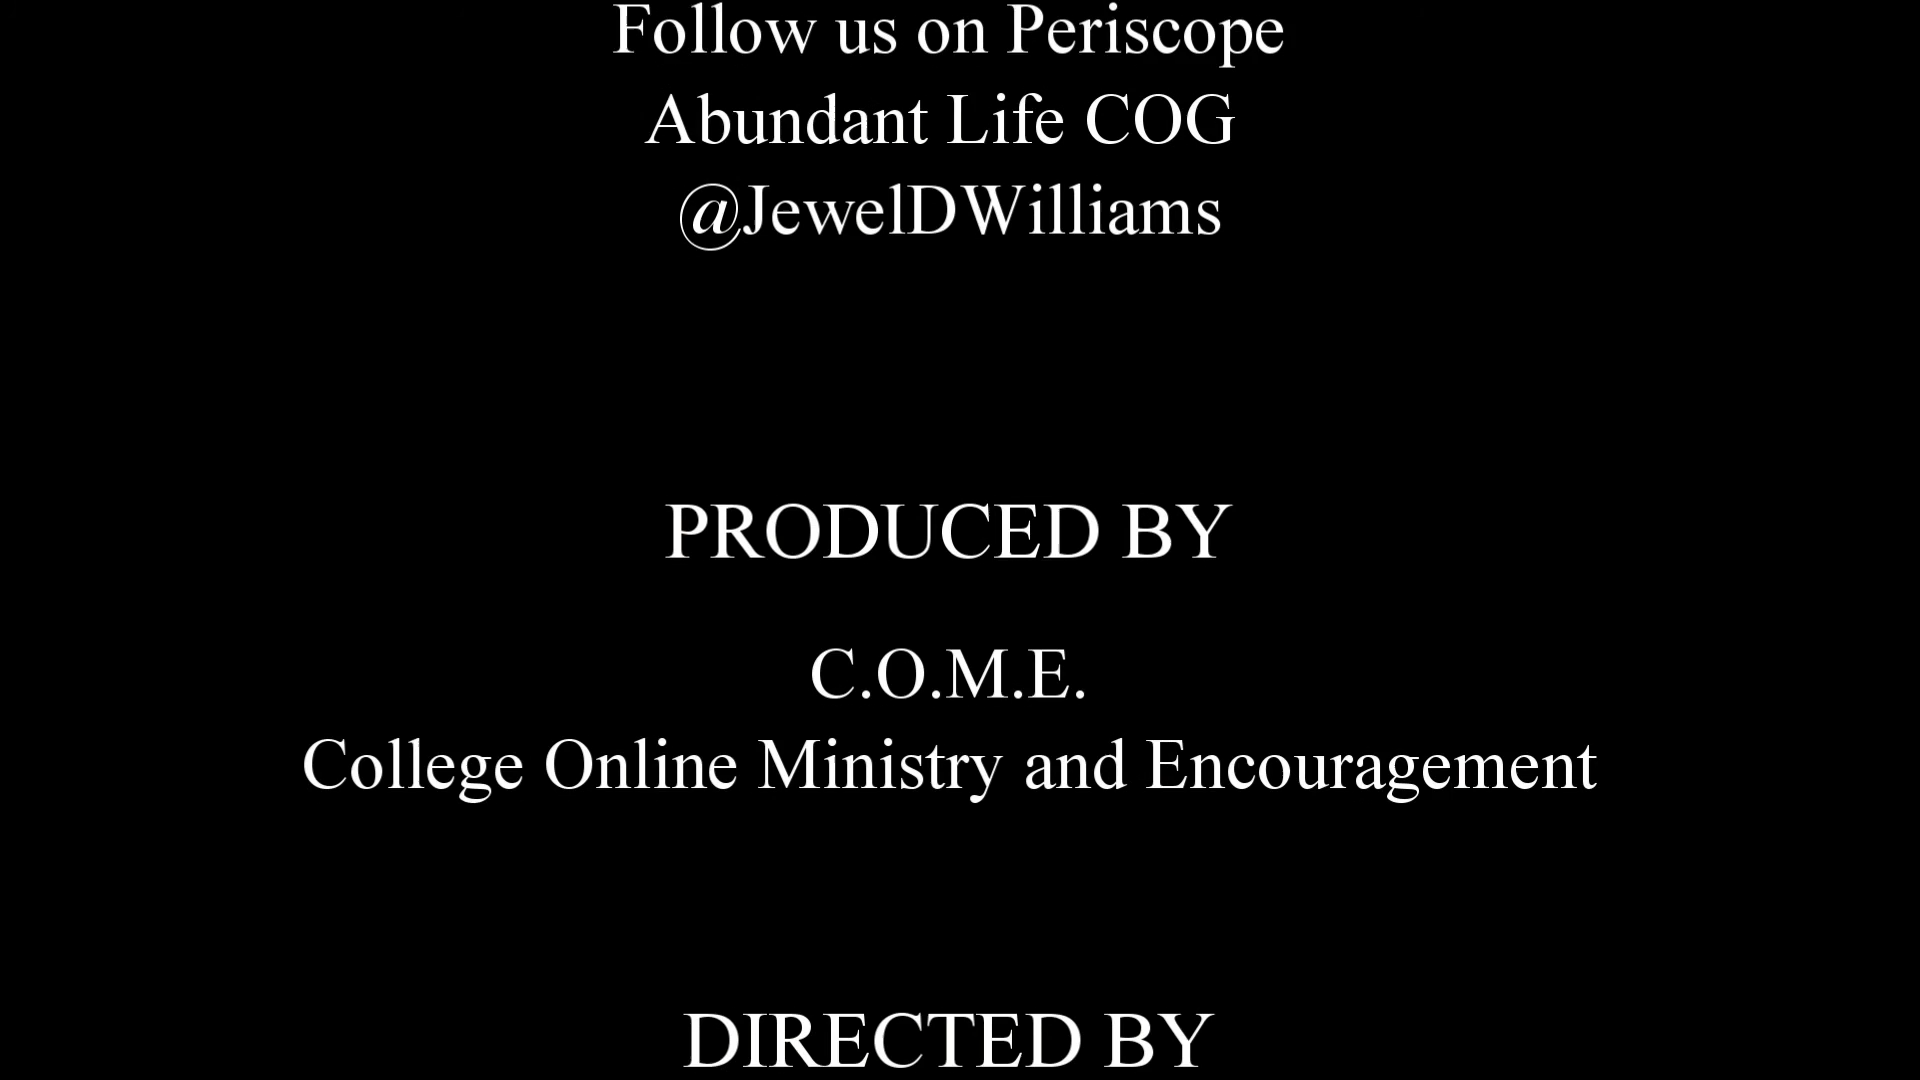 Follow us on Periscope
Abundant Life COG
@JewelDWilliams
PRODUCED BY
C.O.M.E.
College Online Ministry and Encouragement
DIRECTED BY